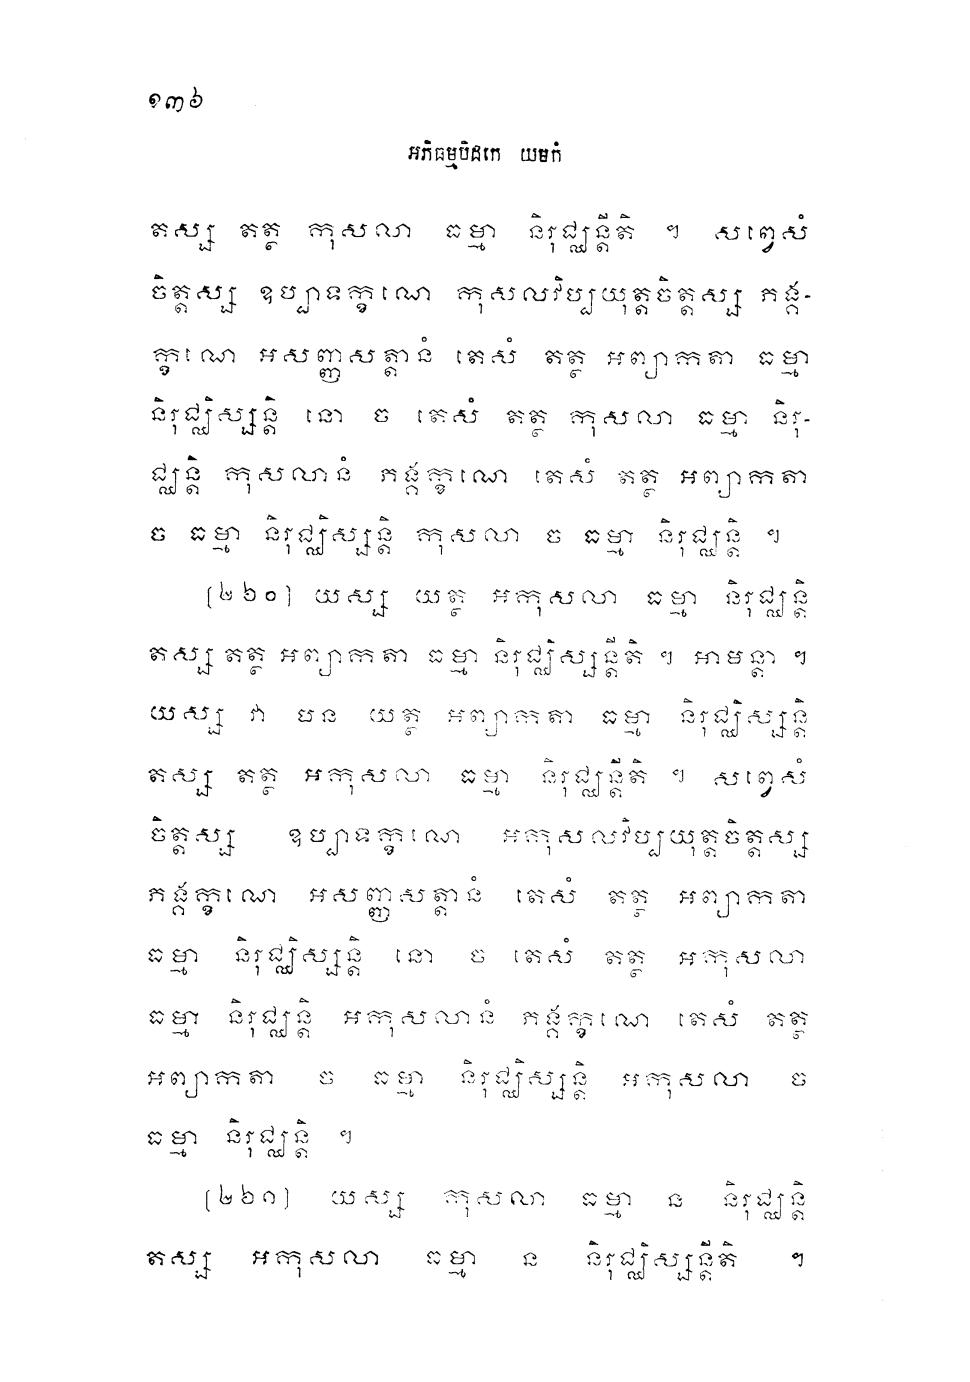 ១៣៦
អភិធម្មបិដកេ យមកំ
តស្ស តត្ថ កុសលា ធម្មា និរុជ្ឈន្តីតិ ។ សព្វេសំ
ចិត្តស្ស ឧប្បាទក្ខណេ កុសលវិប្បយុត្តចិត្តស្ស ភង្គ-
ក្ខណេ អសញ្ញសត្តានំ តេសំ តត្ថ អព្យាកតា ធម្មា
និរុជ្ឈិស្សន្តិ នោ ច តេសំ តត្ថ កុសលា ធម្មា និរុ-
ជ្ឈន្តិ កុសលានំ ភង្គក្ខណេ តេសំ តត្ថ អព្យាកតា
ច ធម្មា និរុជ្ឈិស្សន្តិ កុសលា ច ធម្មា និរុជ្ឈន្តិ ។
(២៦០) យស្ស យត្ថ អកុសលា ធម្មា និរុជ្ឈន្តិ
តស្ស តត្ថ អព្យាកតា ធម្មា និរុជ្ឈិស្សន្តីតិ ។ អាមន្តា ។
យស្ស វា បន យត្ថ អព្យាកតា ធម្មា និរុជ្ឈិស្សន្តិ
តស្ស តត្ថ អកុសលា ធម្មា និរុជ្ឈន្តីតិ ។ សព្វេសំ
ចិត្តស្ស ឧប្បាទក្ខណេ អកុសលវិប្បយុត្តចិត្តស្ស
ភង្គក្ខណេ អសញ្ញសត្តានំ តេសំ តត្ថ អព្យាកតា
ធម្មា និរុជ្ឈិស្សន្តិ នោ ច តេសំ តត្ថ អកុសលា
ធម្មា និរុជ្ឈន្តិ អកុសលានំ ភង្គក្ខណេ តេសំ តត្ថ
អព្យាកតា ច ធម្មា និរុជ្ឈិស្សន្តិ អកុសលា ច
ធម្មា និរុជ្ឈន្តិ ។
(២៦១) យស្ស កុសលា ធម្មា ន និរុជ្ឈន្តិ
តស្ស អកុសលា ធម្មា ន និរុជ្ឈិស្សន្តីតិ ។